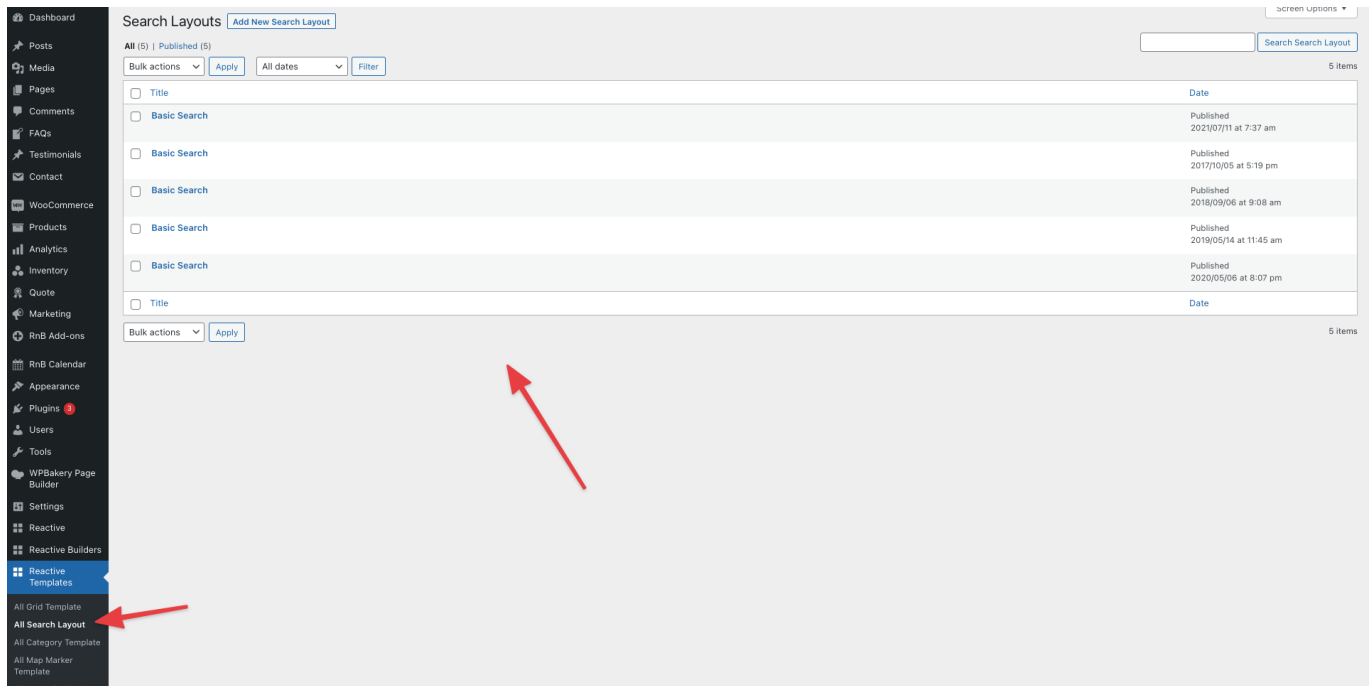 Dashboard
Posts
Media
Pages
Comments
FAQs
Testimonials
Contact
WooCommerce
Products
Analytics
Inventory
Quote
Marketing
RnB Add-ons
RnB Calendar
Appearance
Plugins 3
Users
Tools
WPBakery Page
Builder
Settings
Reactive
Reactive Builders
Reactive
Templates
All Grid Template
All Search Layout
All Category Template
All Map Marker
Template
Screen Options
Search Layouts Add New Search Layout
All (5) | Published (5)
Search Search Layout
Bulk actions Apply All dates Filter
5 items
Title Date
Basic Search Published
2021/07/11 at 7:37 am
Basic Search Published
2017/10/05 at 5:19 pm
Basic Search Published
2018/09/06 at 9:08 am
Basic Search Published
2019/05/14 at 11:45 am
Basic Search Published
2020/05/06 at 8:07 pm
Title Date
Bulk actions Apply
5 items